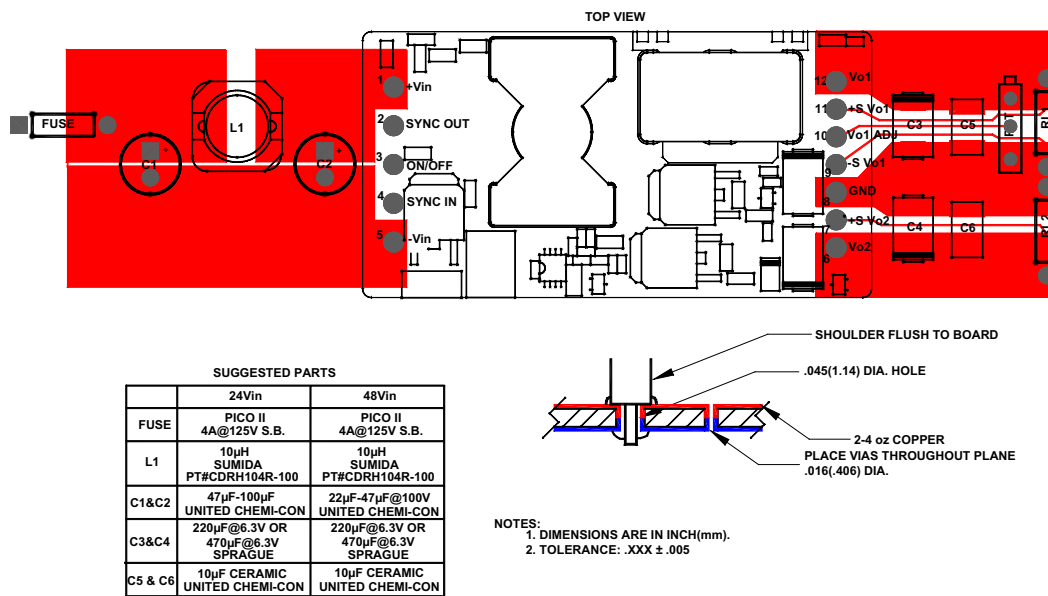 TOP VIEW
1 +Vin
2 SYNC OUT
3 ON/OFF
4 SYNC IN
5 -Vin
FUSE
L1
C1
C2
12 Vo1
11 +S Vo1
10 Vo1 ADJ
-S Vo1
9
GND
8
+S Vo2
7
Vo2
6
C3
C5
C4
C6
SHOULDER FLUSH TO BOARD
.045(1.14) DIA. HOLE
2-4 oz COPPER
PLACE VIAS THROUGHOUT PLANE
.016(.406) DIA.
SUGGESTED PARTS
24Vin 48Vin
FUSE
PICO II
4A@125V S.B.
PICO II
4A@125V S.B.
L1
10µH
SUMIDA
PT#CDRH104R-100
10µH
SUMIDA
PT#CDRH104R-100
C1&C2
47µF-100µF
UNITED CHEMI-CON
22µF-47µF@100V
UNITED CHEMI-CON
C3&C4
220µF@6.3V OR
470µF@6.3V
SPRAGUE
220µF@6.3V OR
470µF@6.3V
SPRAGUE
C5 & C6
10µF CERAMIC
UNITED CHEMI-CON
10µF CERAMIC
UNITED CHEMI-CON
NOTES:
1. DIMENSIONS ARE IN INCH(mm).
2. TOLERANCE: .XXX ± .005